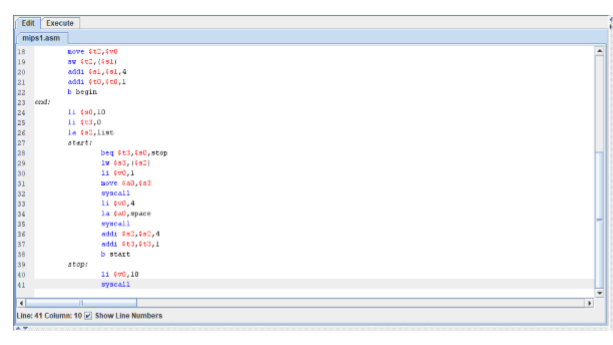 Edit Execute
mips1.asm
18 move $t2,$v0
19 sw $t2,($s1)
20 addi $s1,$s1,4
21 addi $t0,$t0,1
22 b begin
23 end:
24 li $s0,10
25 li $t3,0
26 la $s2,list
27 start:
28 beq $t3,$s0,stop
29 lw $s3,($s2)
30 li $v0,1
31 move $a0,$s3
32 syscall
33 li $v0,4
34 la $a0,space
35 syscall
36 addi $s2,$s2,4
37 addi $t3,$t3,1
38 b start
39 stop:
40 li $v0,10
41 syscall
Line: 41 Column: 10 Show Line Numbers